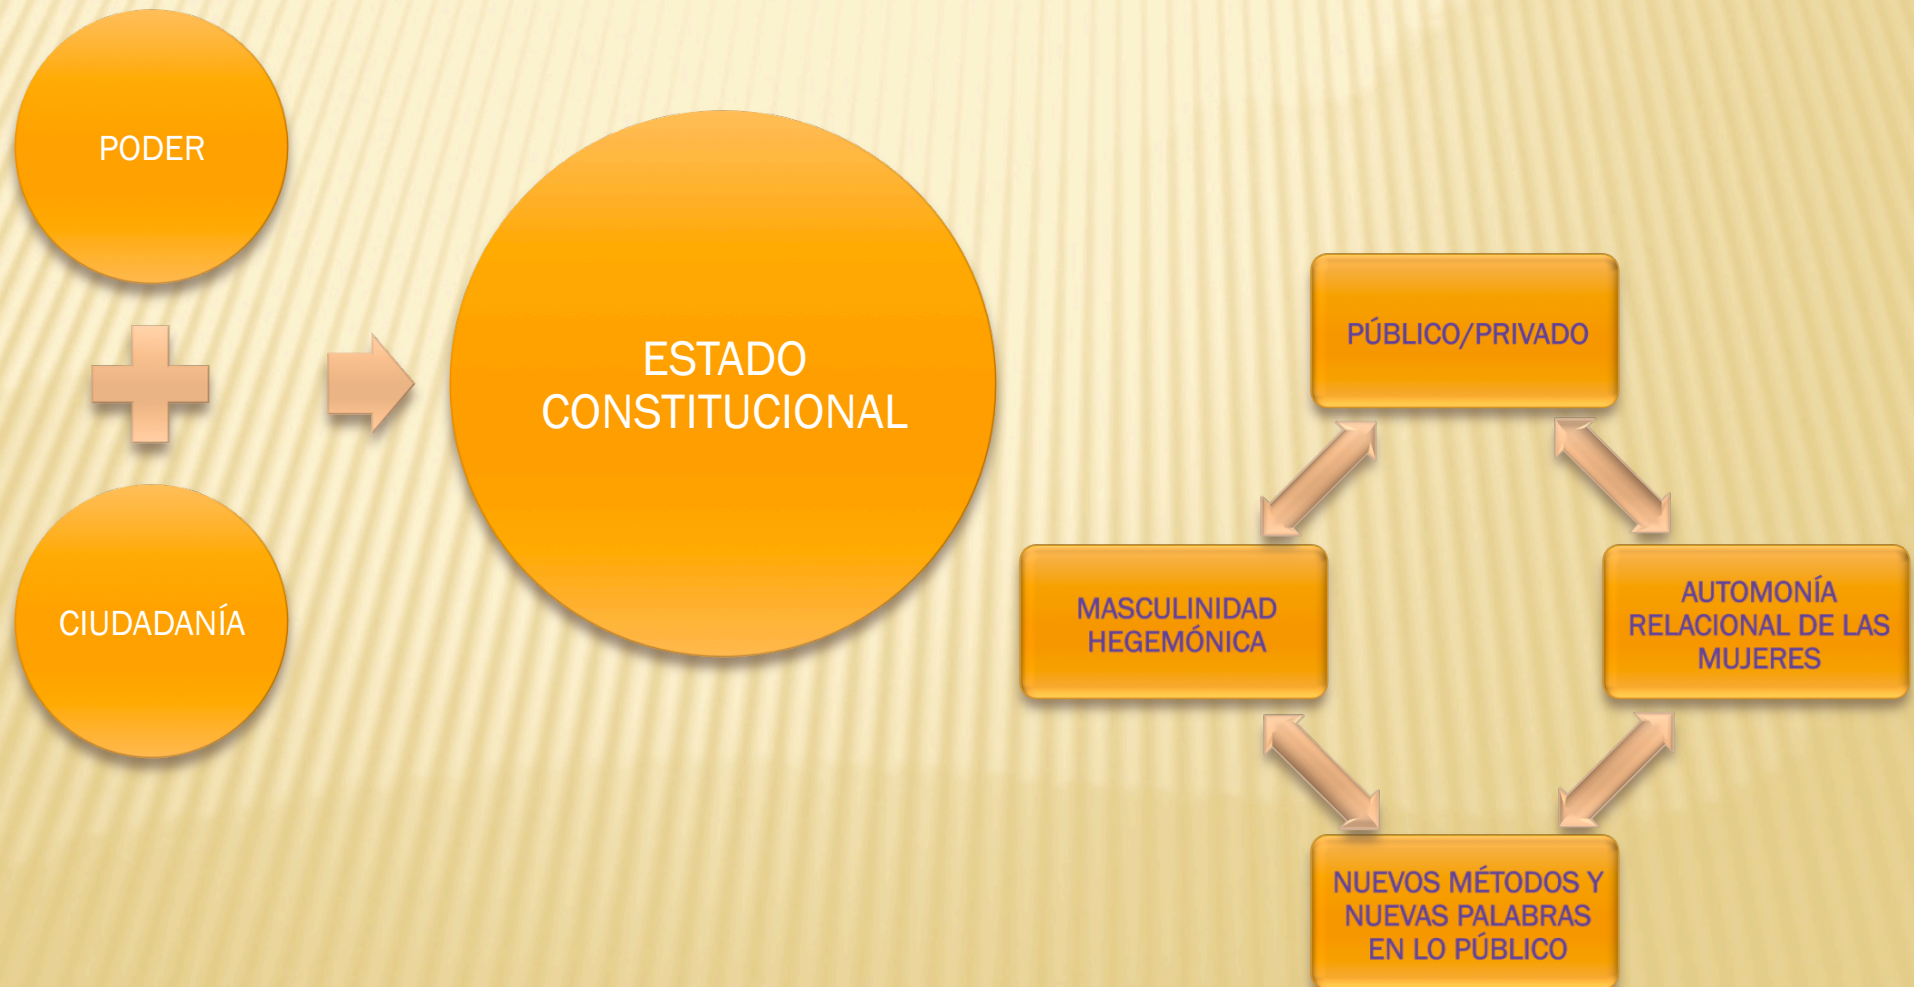 PODER
CIUDADANÍA
ESTADO
CONSTITUCIONAL
PÚBLICO/PRIVADO
MASCULINIDAD
HEGEMÓNICA
AUTOMONÍA
RELACIONAL DE LAS
MUJERES
NUEVOS MÉTODOS Y
NUEVAS PALABRAS
EN LO PÚBLICO